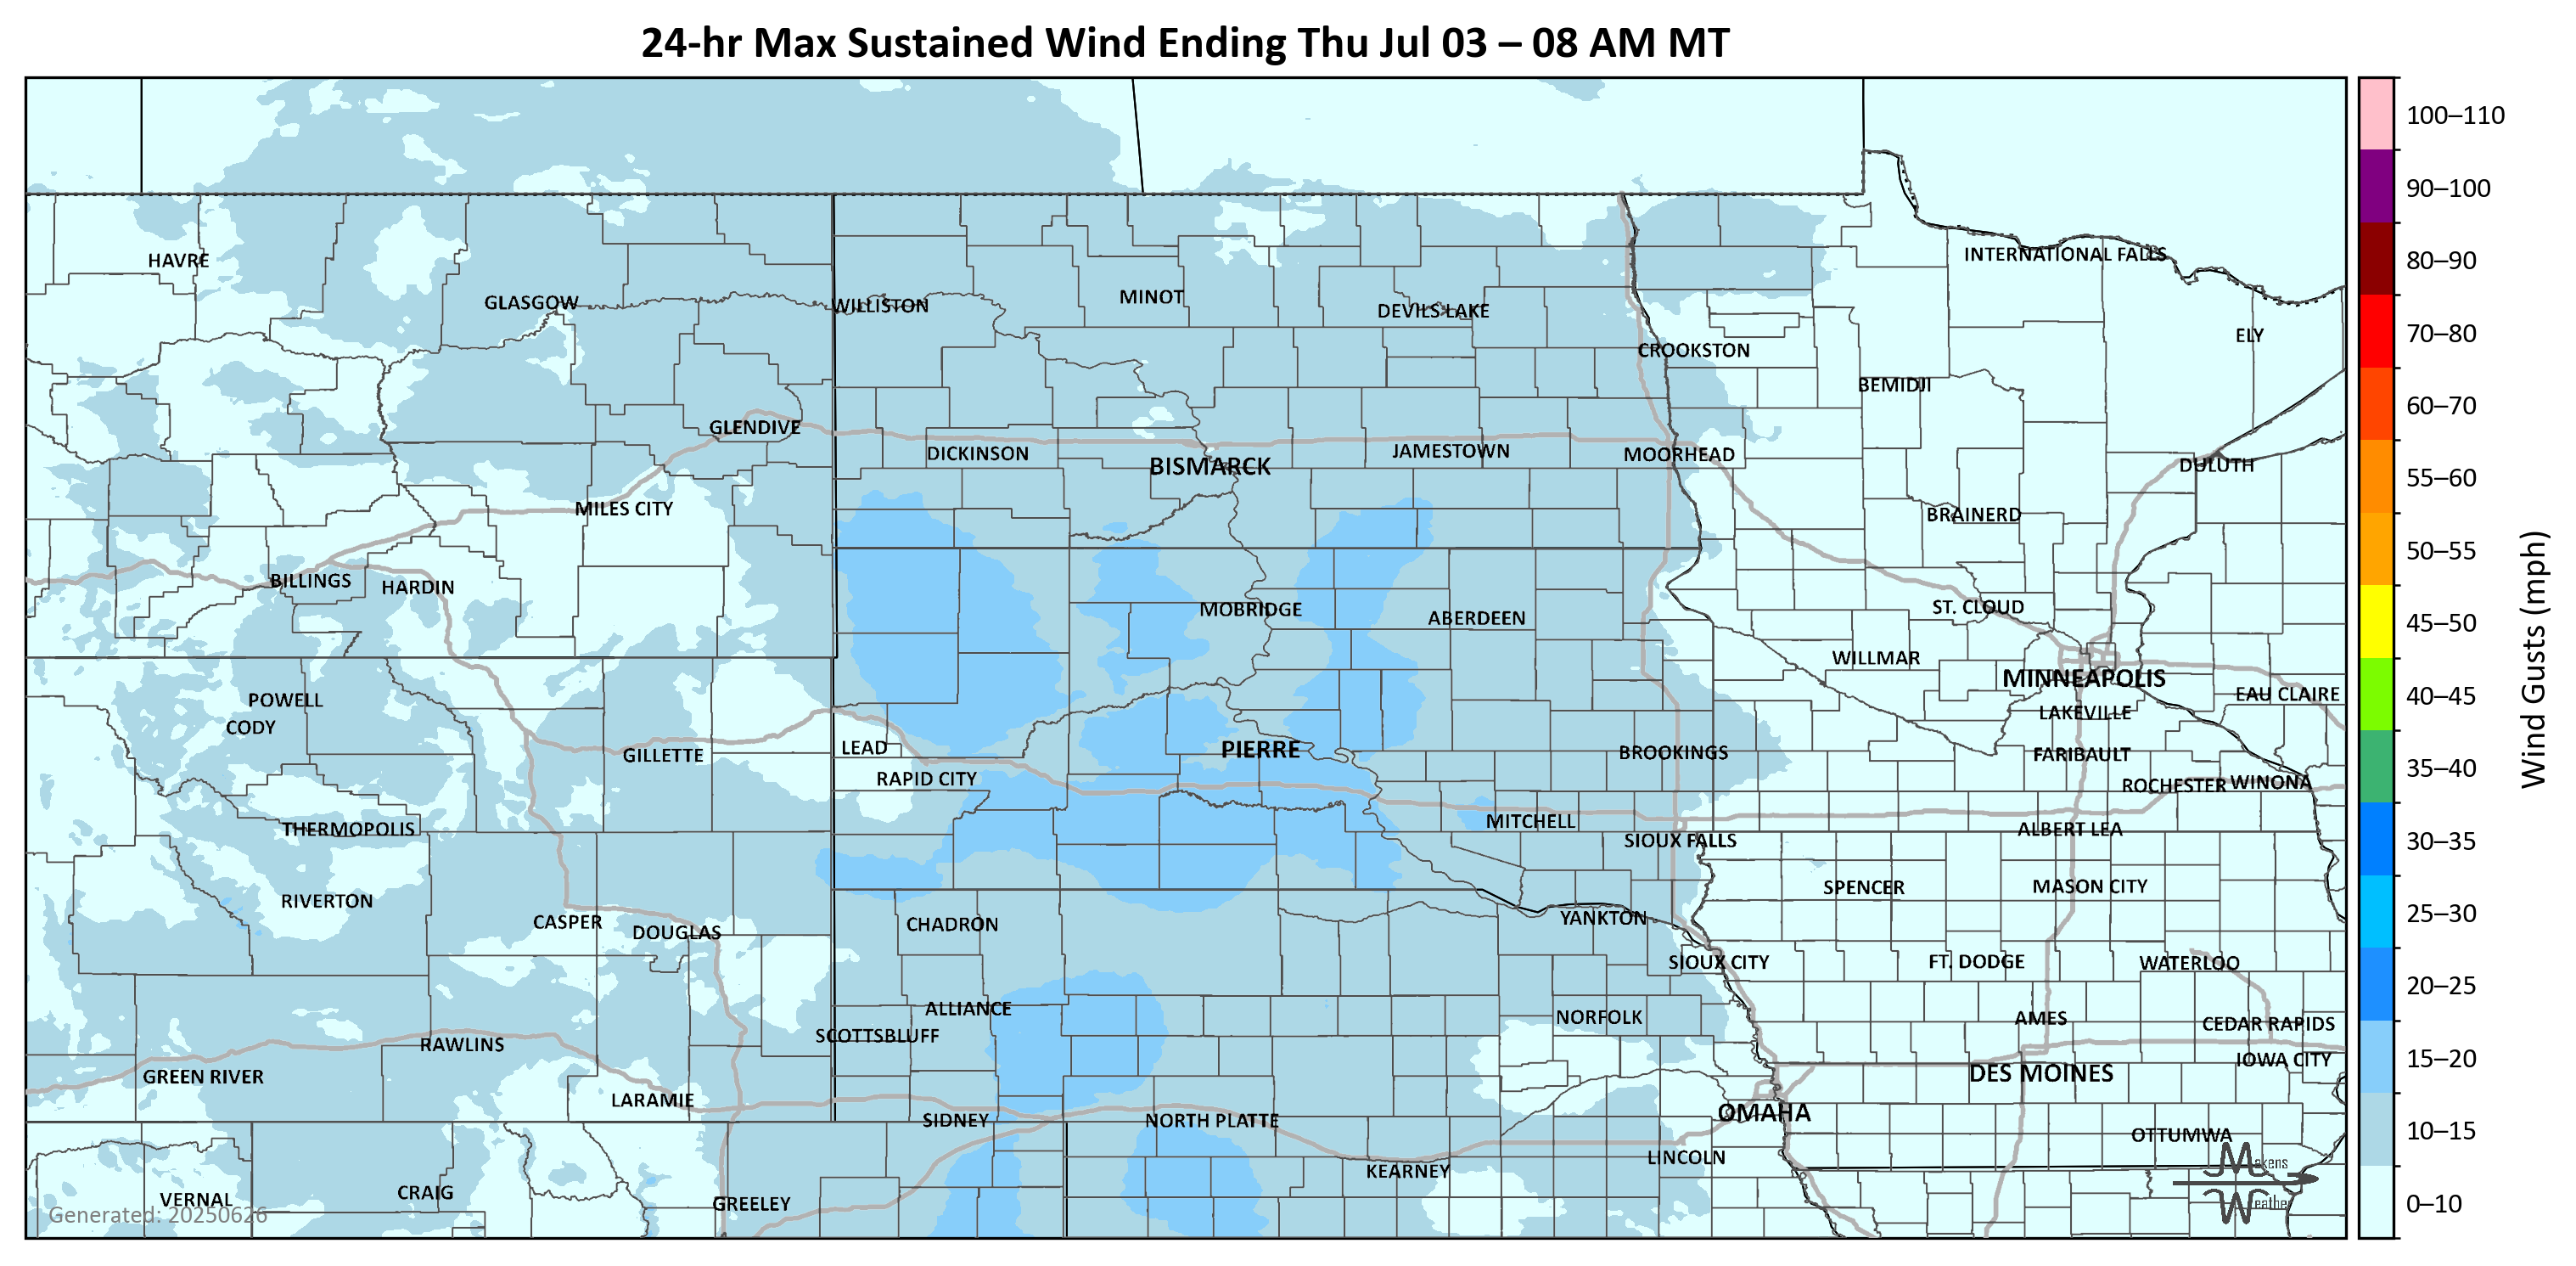 24-hr Max Sustained Wind Ending Thu Jul 03 – 08 AM MT
100–110
90–100
80–90
70–80
60–70
55–60
50–55
45–50
40–45
35–40
30–35
25–30
20–25
15–20
10–15
0–10
Wind Gusts (mph)
HAVRE
INTERNATIONAL FALLS
GLASGOW
WILLISTON
MINOT
DEVILS LAKE
ELY
CROOKSTON
BEMIDJI
GLENDIVE
DICKINSON
BISMARCK
JAMESTOWN
MOORHEAD
DULUTH
MILES CITY
BRAINERD
BILLINGS
HARDIN
MOBRIDGE
ABERDEEN
ST. CLOUD
WILLMAR
MINNEAPOLIS
EAU CLAIRE
POWELL
CODY
LAKEVILLE
GILLETTE
LEAD
PIERRE
BROOKINGS
FARIBAULT
RAPID CITY
ROCHESTER
WINONA
THERMOPOLIS
MITCHELL
ALBERT LEA
SIOUX FALLS
SPENCER
MASON CITY
RIVERTON
CASPER
DOUGLAS
CHADRON
YANKTON
SIOUX CITY
FT. DODGE
WATERLOO
ALLIANCE
NORFOLK
AMES
CEDAR RAPIDS
SCOTTSBLUFF
RAWLINS
IOWA CITY
GREEN RIVER
DES MOINES
LARAMIE
SIDNEY
NORTH PLATTE
OMAHA
OTTUMWA
LINCOLN
KEARNEY
VERNAL
CRAIG
GREELEY
Generated: 20250626
Makens
Weather